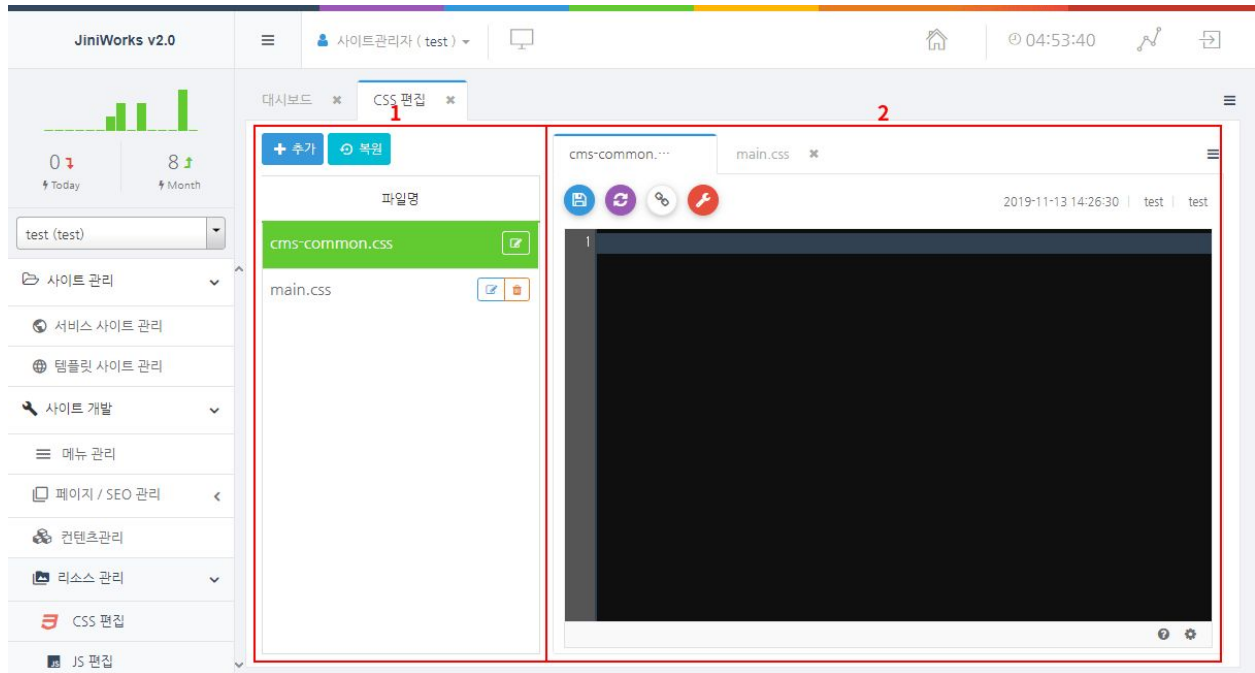 JiniWorks v2.0
사이트관리자 ( test )
04:53:40
대시보드
CSS 편집
1
2
0
8
Today
Month
test (test)
사이트 관리
서비스 사이트 관리
템플릿 사이트 관리
사이트 개발
메뉴 관리
페이지 / SEO 관리
컨텐츠관리
리소스 관리
CSS 편집
JS 편집
추가
복원
파일명
cms-common.css
main.css
cms-common.···
main.css
2019-11-13 14:26:30 | test | test
1